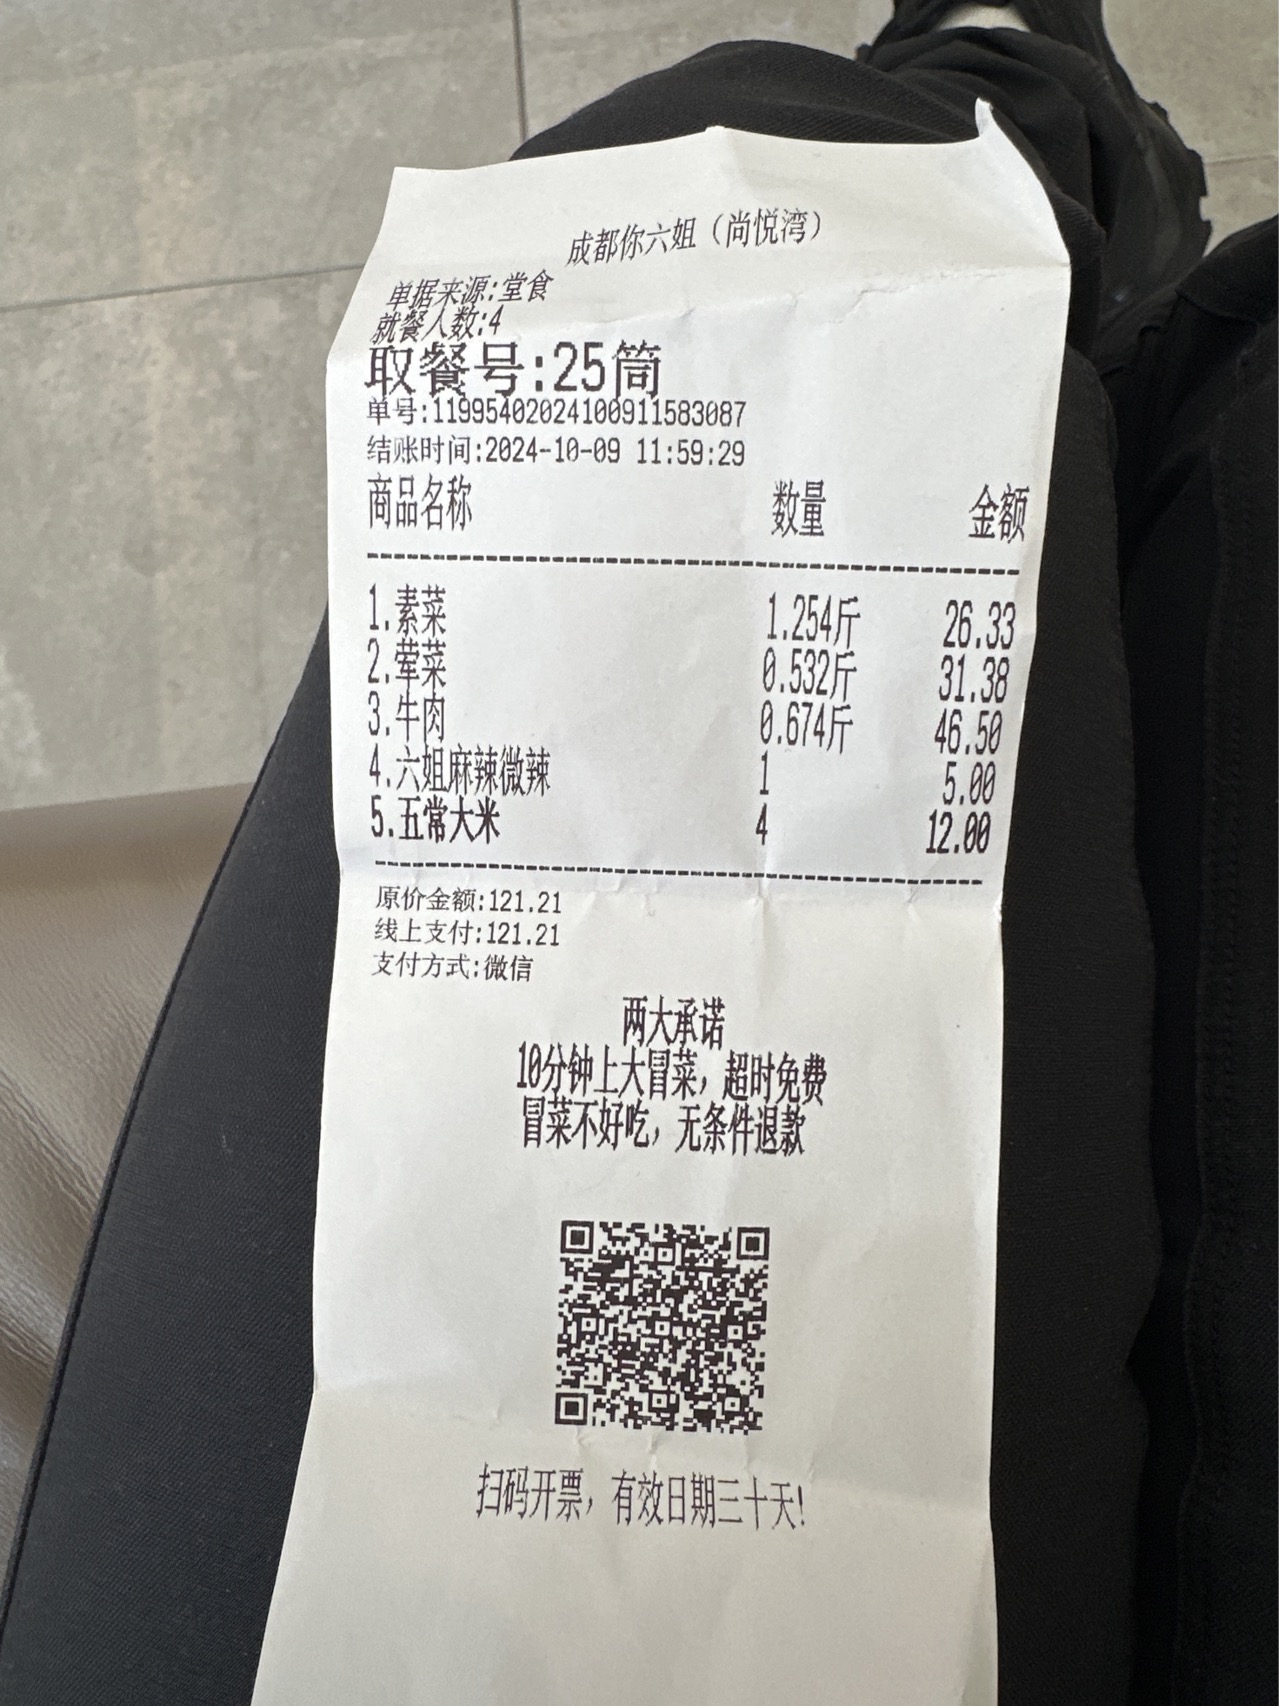 成都你六姐（尚悦湾）
单据来源:堂食
就餐人数:4
取餐号:25筒
单号:11995402024100911583087
结账时间:2024-10-09 11:59:29
商品名称 数量 金额
1.素菜 1.254斤 26.33
2.荤菜 0.532斤 31.38
3.牛肉 0.674斤 46.50
4.六姐麻辣微辣 1 5.00
5.五常大米 4 12.00
原价金额:121.21
线上支付:121.21
支付方式:微信
两大承诺
10分钟上大冒菜，超时免费
冒菜不好吃，无条件退款
扫码开票，有效日期三十天!